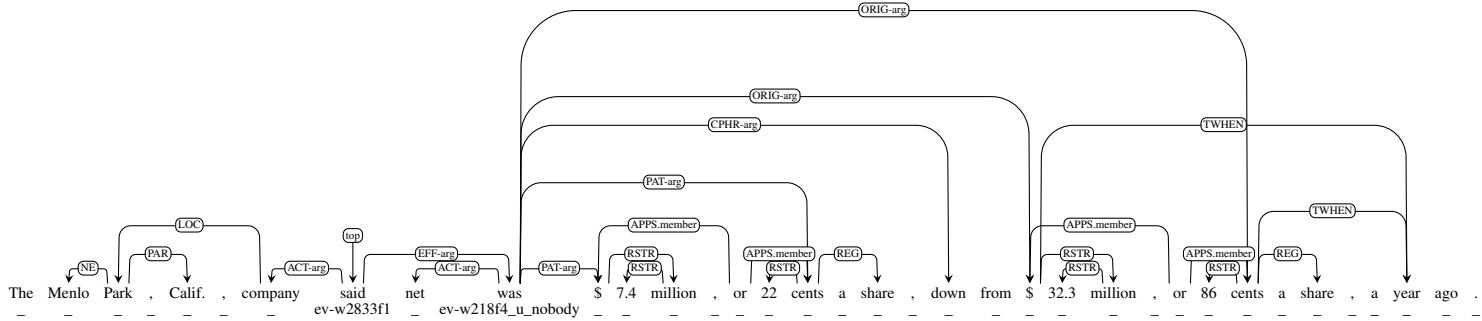 ORIG-arg
ORIG-arg
CPHR-arg TWHEN
PAT-arg
TWHEN
LOC APPS.member APPS.member
top
PAR EFF-arg RSTR APPS.member REG RSTR APPS.member REG
NE ACT-arg ACT-arg PAT-arg RSTR RSTR RSTR RSTR
The Menlo Park , Calif. , company said net was $ 7.4 million , or 22 cents a share , down from $ 32.3 million , or 86 cents a share , a year ago .
_ _ _ _ _ _ _ ev-w2833f1 _ ev-w218f4_u_nobody _ _ _ _ _ _ _ _ _ _ _ _ _ _ _ _ _ _ _ _ _ _ _ _ _ _